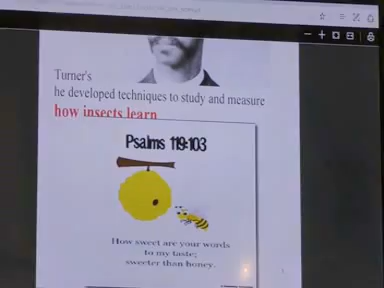 Turner's
he developed techniques to study and measure
how insects learn
Psalms 119:103
How sweet are your words
to my taste;
sweeter than honey.